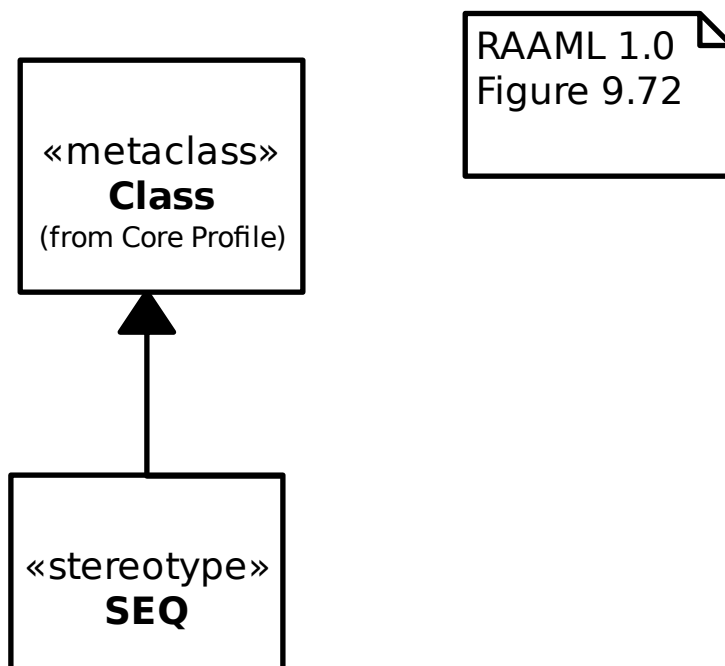 RAAML 1.0
Figure 9.72
«metaclass»
Class
(from Core Profile)
«stereotype»
SEQ